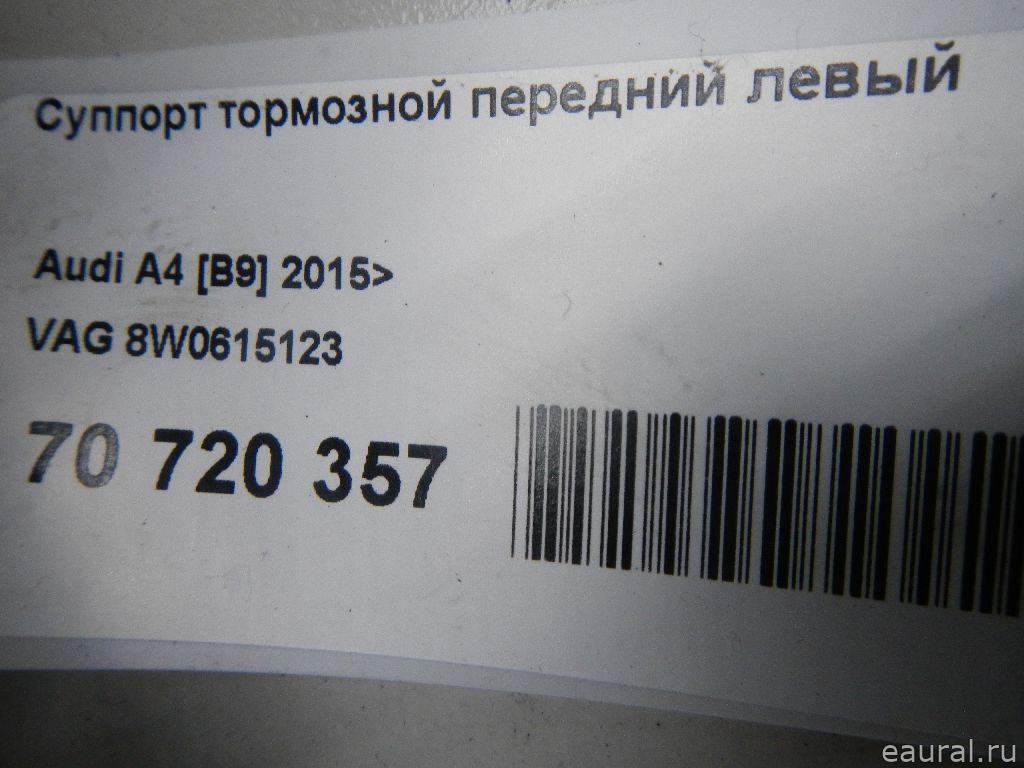 Суппорт тормозной передний левый
Audi A4 [B9] 2015>
VAG 8W0615123
70 720 357
eaural.ru